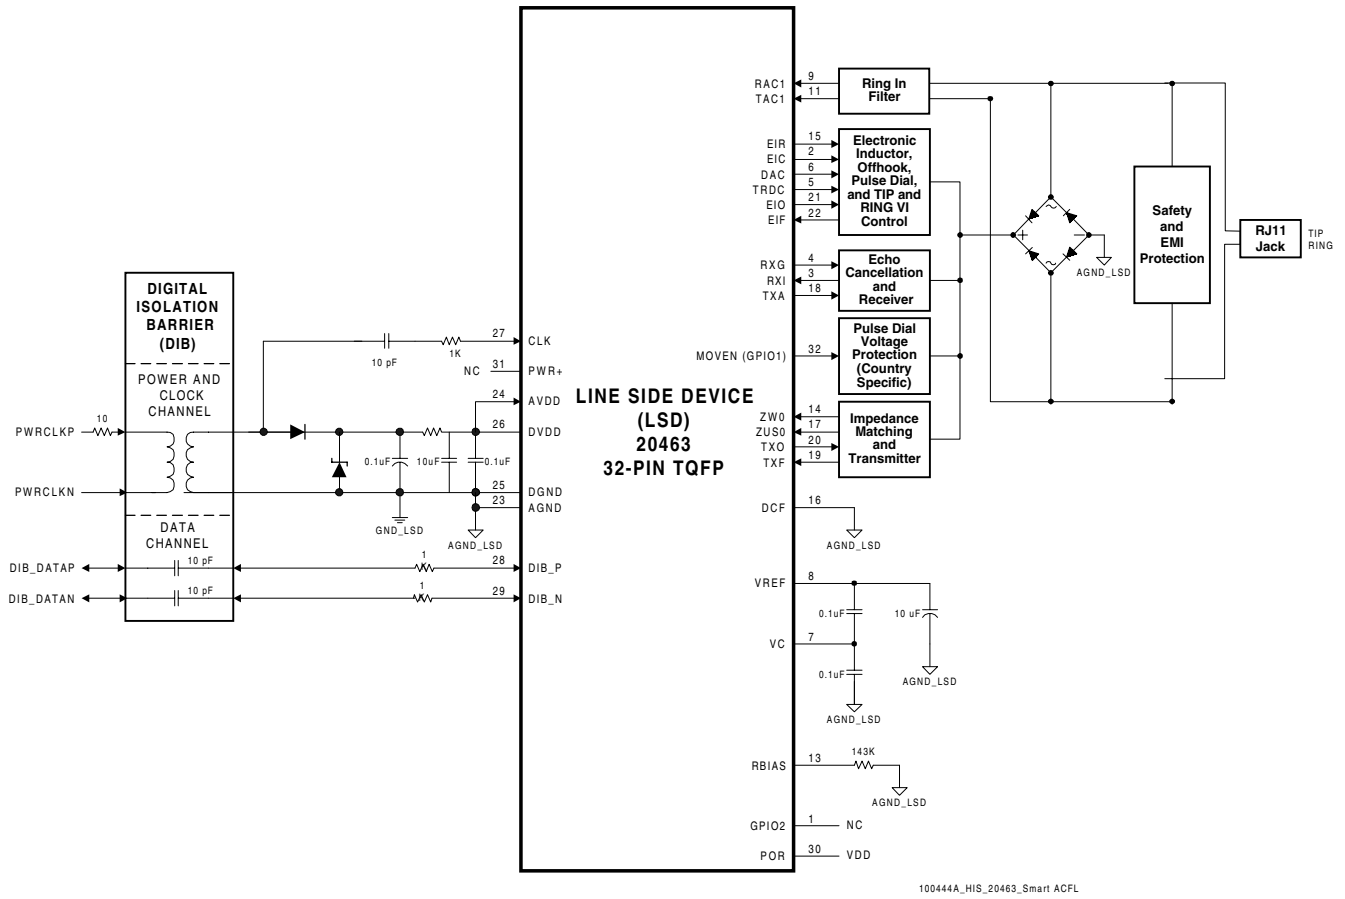 DIGITAL
ISOLATION
BARRIER
(DIB)
POWER AND
CLOCK
CHANNEL
DATA
CHANNEL
PWRCLKP
10
PWRCLKN
DIB_DATAP
10 pF
DIB_DATAN
10 pF
10 pF
1K
NC
0.1uF
10uF
0.1uF
GND_LSD
AGND_LSD
1
1
27
CLK
31
PWR+
24
AVDD
26
DVDD
25
DGND
23
AGND
28
DIB_P
29
DIB_N
LINE SIDE DEVICE
(LSD)
20463
32-PIN TQFP
RAC1
9
TAC1
11
Ring In
Filter
EIR
15
EIC
2
DAC
6
TRDC
5
EIO
21
EIF
22
Electronic
Inductor,
Offhook,
Pulse Dial,
and TIP and
RING VI
Control
RXG
4
RXI
3
TXA
18
Echo
Cancellation
and
Receiver
MOVEN (GPIO1)
32
Pulse Dial
Voltage
Protection
(Country
Specific)
ZW0
14
ZUS0
17
TXO
20
TXF
19
Impedance
Matching
and
Transmitter
+
~
−
~
AGND_LSD
Safety
and
EMI
Protection
RJ11
Jack
TIP
RING
DCF
16
AGND_LSD
VREF
8
0.1uF
10 uF
VC
7
0.1uF
AGND_LSD
AGND_LSD
RBIAS
13
143K
AGND_LSD
GPIO2
1
NC
POR
30
VDD
100444A_HIS_20463_Smart ACFL